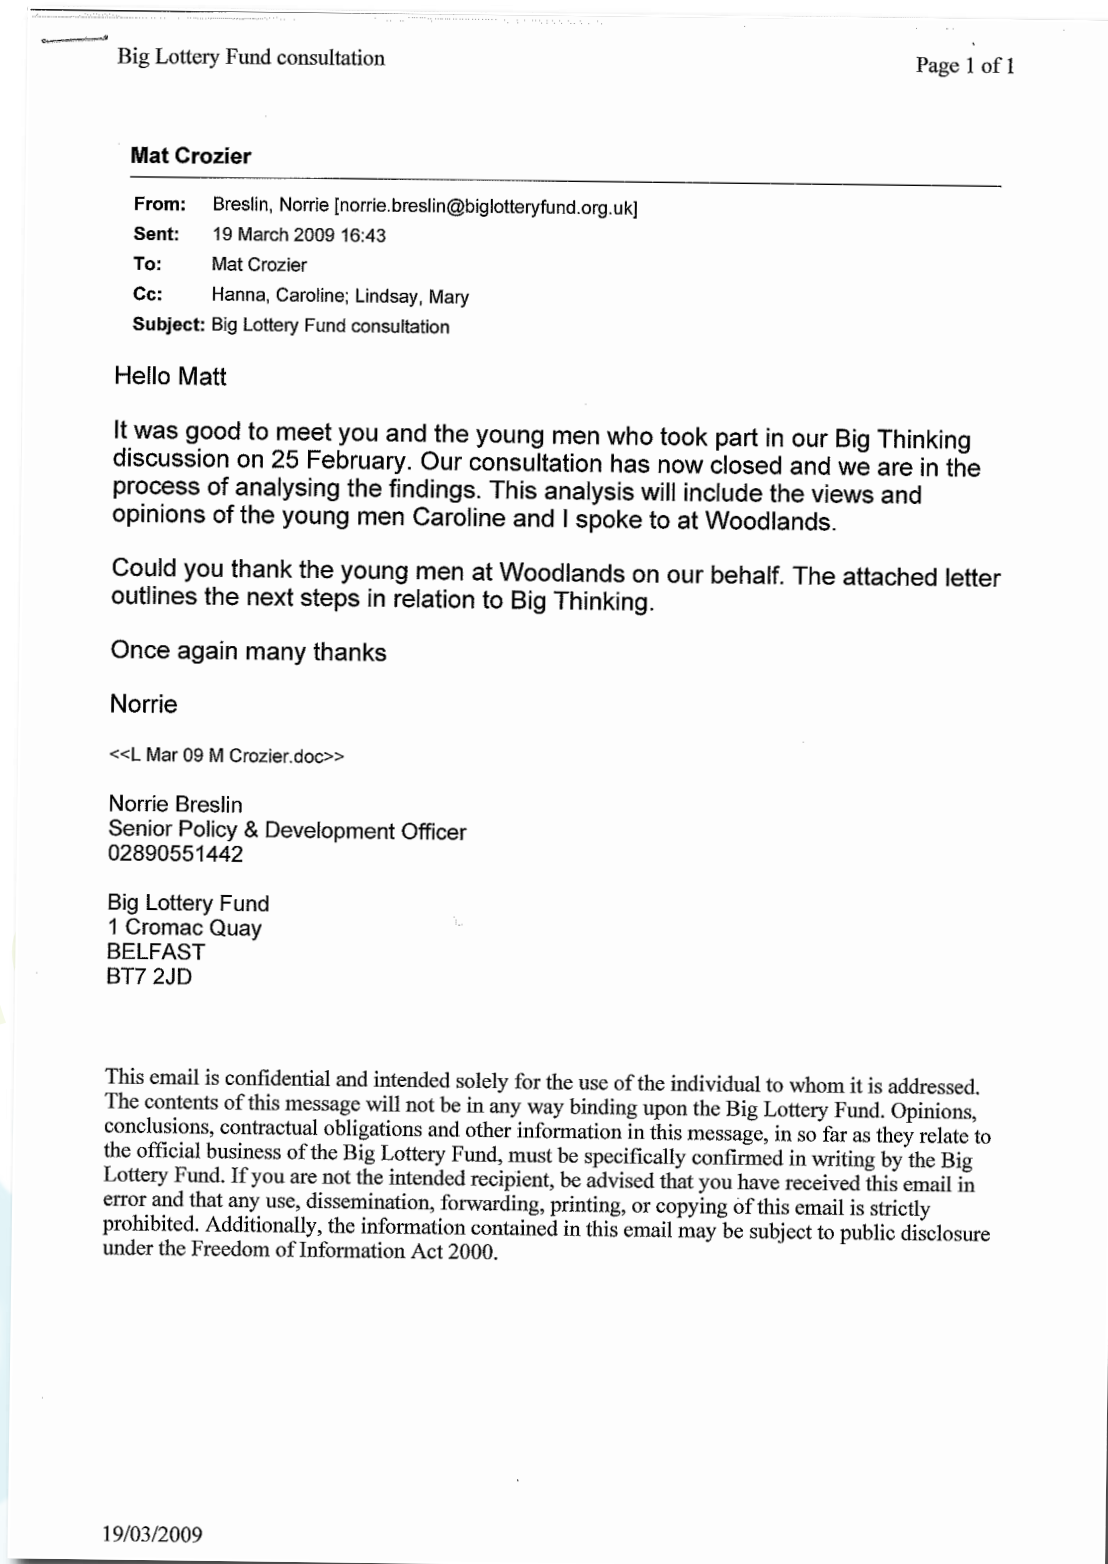 Big Lottery Fund consultation
Page 1 of 1
Mat Crozier
From: Breslin, Norrie [norrie.breslin@biglotteryfund.org.uk]
Sent: 19 March 2009 16:43
To: Mat Crozier
Cc: Hanna, Caroline; Lindsay, Mary
Subject: Big Lottery Fund consultation
Hello Matt
It was good to meet you and the young men who took part in our Big Thinking
discussion on 25 February. Our consultation has now closed and we are in the
process of analysing the findings. This analysis will include the views and
opinions of the young men Caroline and I spoke to at Woodlands.
Could you thank the young men at Woodlands on our behalf. The attached letter
outlines the next steps in relation to Big Thinking.
Once again many thanks
Norrie
<<L Mar 09 M Crozier.doc>>
Norrie Breslin
Senior Policy & Development Officer
02890551442
Big Lottery Fund
1 Cromac Quay
BELFAST
BT7 2JD
This email is confidential and intended solely for the use of the individual to whom it is addressed.
The contents of this message will not be in any way binding upon the Big Lottery Fund. Opinions,
conclusions, contractual obligations and other information in this message, in so far as they relate to
the official business of the Big Lottery Fund, must be specifically confirmed in writing by the Big
Lottery Fund. If you are not the intended recipient, be advised that you have received this email in
error and that any use, dissemination, forwarding, printing, or copying of this email is strictly
prohibited. Additionally, the information contained in this email may be subject to public disclosure
under the Freedom of Information Act 2000.
19/03/2009